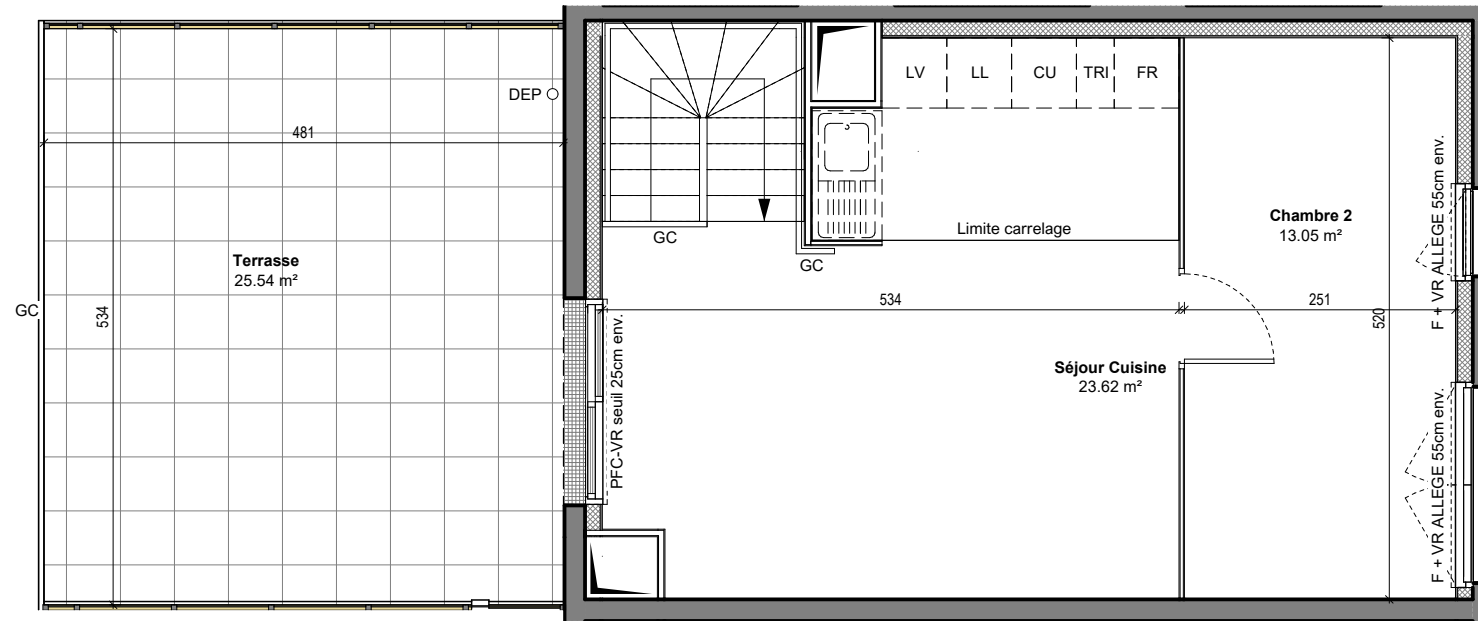 LV
LL
CU
TRI
FR
DEP
481
F + VR ALLEGE 55cm env.
Chambre 2
13.05 m²
Limite carrelage
GC
GC
Terrasse
25.54 m²
GC
534
534
251
520
PFC-VR seuil 25cm env.
Séjour Cuisine
23.62 m²
F + VR ALLEGE 55cm env.